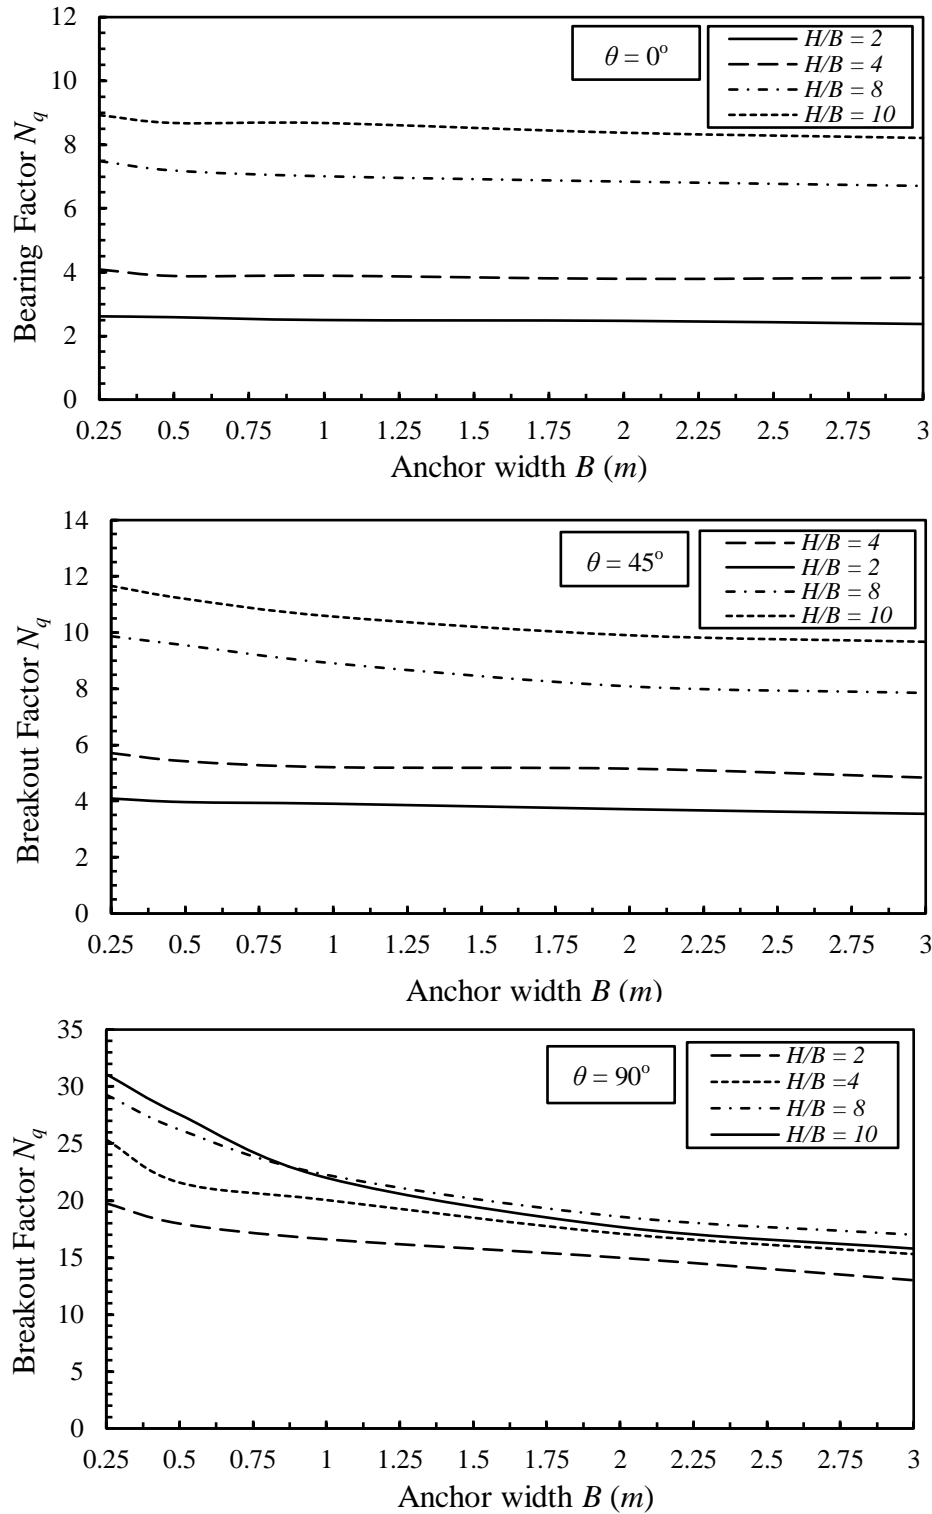 12
10
8
6
4
2
0
Bearing Factor Nq
θ = 0°
H/B = 2
H/B = 4
H/B = 8
H/B = 10
0.25 0.5 0.75 1 1.25 1.5 1.75 2 2.25 2.5 2.75 3
Anchor width B (m)
14
12
10
8
6
4
2
0
Breakout Factor Nq
θ = 45°
H/B = 4
H/B = 2
H/B = 8
H/B = 10
0.25 0.5 0.75 1 1.25 1.5 1.75 2 2.25 2.5 2.75 3
Anchor width B (m)
35
30
25
20
15
10
5
0
Breakout Factor Nq
θ = 90°
H/B = 2
H/B =4
H/B = 8
H/B = 10
0.25 0.5 0.75 1 1.25 1.5 1.75 2 2.25 2.5 2.75 3
Anchor width B (m)